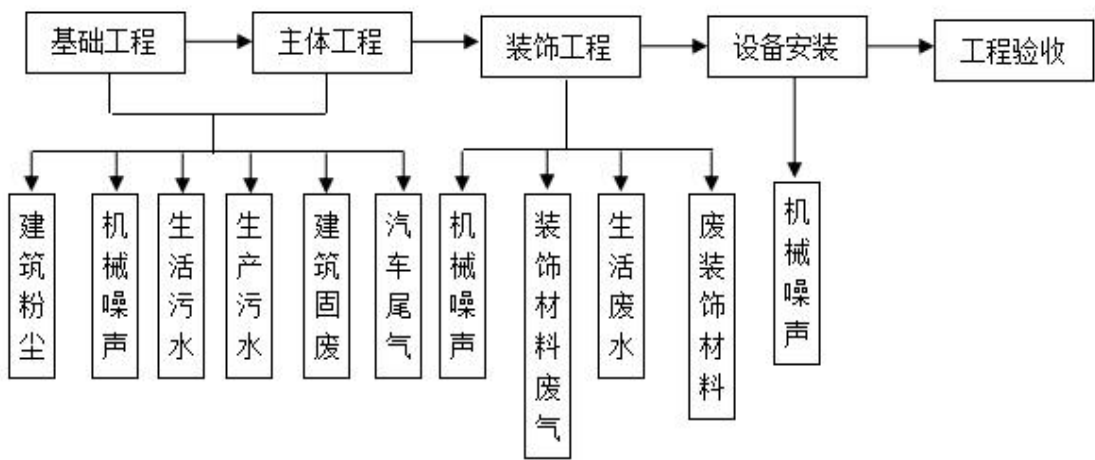 基础工程
主体工程
装饰工程
设备安装
工程验收
建筑粉尘
机械噪声
生活污水
生产污水
建筑固废
汽车尾气
机械噪声
装饰材料废气
生活废水
废装饰材料
机械噪声